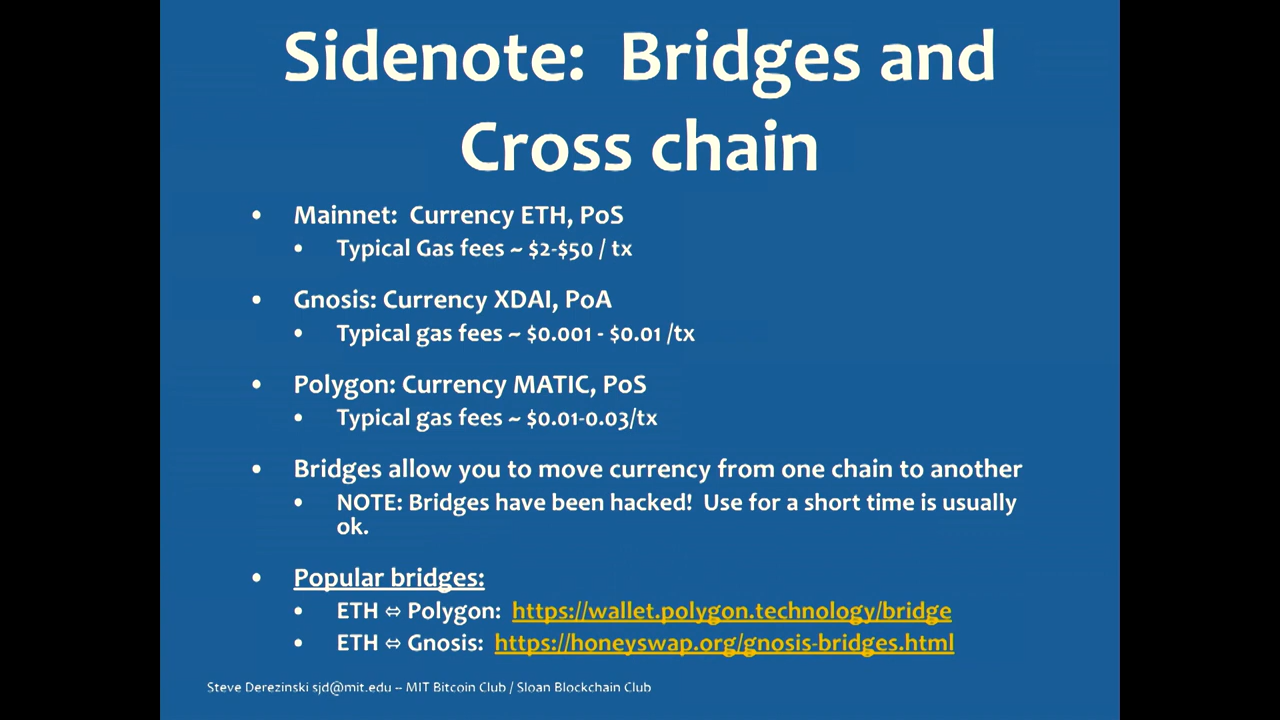 Sidenote:  Bridges and
Cross chain
• Mainnet:  Currency ETH, PoS
• Typical Gas fees ~ $2-$50 / tx
• Gnosis: Currency XDAI, PoA
• Typical gas fees ~ $0.001 - $0.01 /tx
• Polygon: Currency MATIC, PoS
• Typical gas fees ~ $0.01-0.03/tx
• Bridges allow you to move currency from one chain to another
• NOTE: Bridges have been hacked!  Use for a short time is usually
ok.
• Popular bridges:
• ETH ⇔ Polygon:  https://wallet.polygon.technology/bridge
• ETH ⇔ Gnosis:  https://honeyswap.org/gnosis-bridges.html
Steve Derezinski sjd@mit.edu -- MIT Bitcoin Club / Sloan Blockchain Club